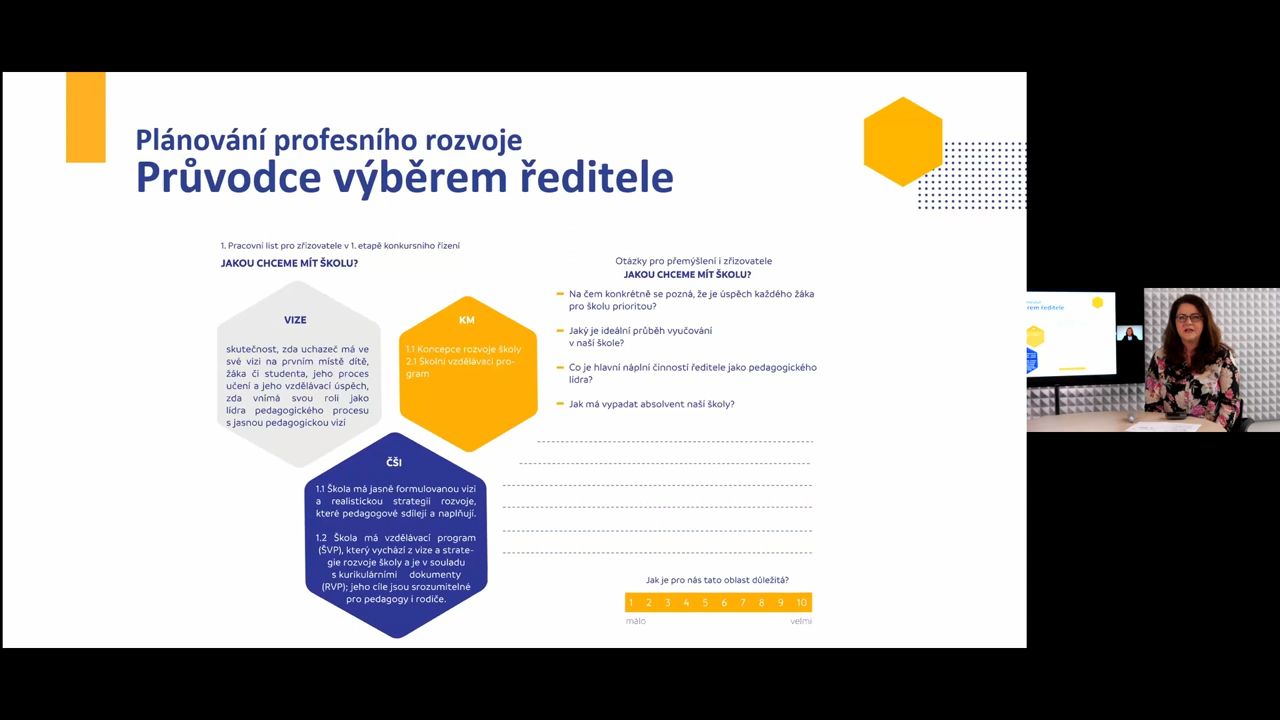 Plánování profesního rozvoje
Průvodce výběrem ředitele
1. Pracovní list pro zřizovatele v 1. etapě konkursního řízení
JAKOU CHCEME MÍT ŠKOLU?
VIZE
skutečnost, zda uchazeč má ve
své vizi na prvním místě dítě,
žáka či studenta, jeho proces
učení a jeho vzdělávací úspěch,
zda vnímá svou roli jako
lídra pedagogického procesu
s jasnou pedagogickou vizí
KM
1.1 Koncepce rozvoje školy
2.1 Školní vzdělávací pro-
gram
ČŠI
1.1 Škola má jasně formulovanou vizi
a realistickou strategii rozvoje,
které pedagogové sdílejí a naplňují.
1.2 Škola má vzdělávací program
(ŠVP), který vychází z vize a strate-
gie rozvoje školy a je v souladu
s kurikulárními dokumenty
(RVP); jeho cíle jsou srozumitelné
pro pedagogy i rodiče.
Otázky pro přemýšlení i zřizovatele
JAKOU CHCEME MÍT ŠKOLU?
Na čem konkrétně se pozná, že je úspěch každého žáka
pro školu prioritou?
Jaký je ideální průběh vyučování
v naší škole?
Co je hlavní náplní činností ředitele jako pedagogického
lídra?
Jak má vypadat absolvent naší školy?
Jak je pro nás tato oblast důležitá?
1 2 3 4 5 6 7 8 9 10
málo velmi
rem ředitele